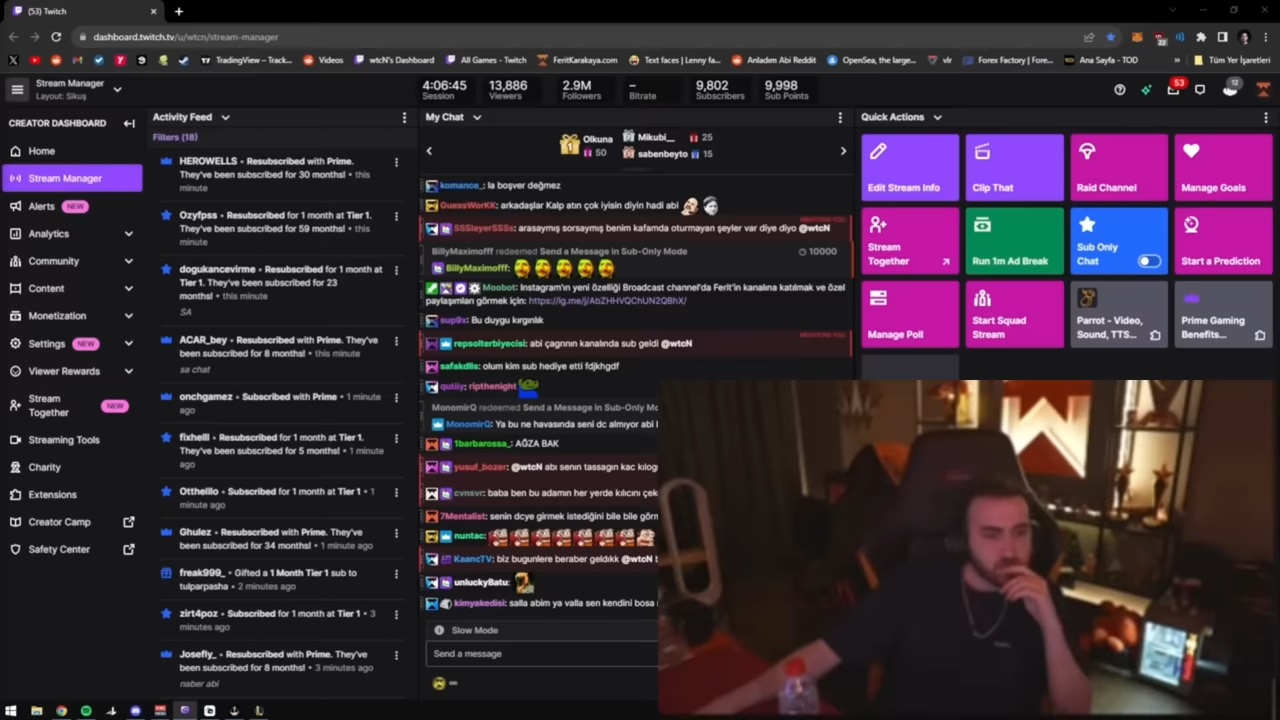 (53) Twitch
dashboard.twitch.tv/u/wtcn/stream-manager
TradingView – Track...
Videos
wtcN's Dashboard
All Games - Twitch
FeritKarakaya.com
Text faces | Lenny fa...
Anladım Abi Reddit
OpenSea, the large...
vlr
Forex Factory | Fore...
Ana Sayfa - TOD
Tüm Yer İşaretleri
Stream Manager
Layout: Sikuş
4:06:45
Session
13,886
Viewers
2.9M
Followers
–
Bitrate
9,802
Subscribers
9,998
Sub Points
53
12
CREATOR DASHBOARD
Home
Stream Manager
Alerts NEW
Analytics
Community
Content
Monetization
Settings NEW
Viewer Rewards
Stream
Together NEW
Streaming Tools
Charity
Extensions
Creator Camp
Safety Center
Activity Feed
Filters (18)
HEROWELLS • Resubscribed with Prime.
They've been subscribed for 30 months! • this
minute
Ozyfpss • Resubscribed for 1 month at Tier 1.
They've been subscribed for 59 months! • this
minute
dogukancevirme • Resubscribed for 1 month at
Tier 1. They've been subscribed for 23
months! • this minute
SA
ACAR_bey • Resubscribed with Prime. They've
been subscribed for 8 months! • this minute
sa chat
onchgamez • Subscribed with Prime • 1 minute
ago
fixhelll • Resubscribed for 1 month at Tier 1.
They've been subscribed for 5 months! • 1 minute
ago
Otthelllo • Subscribed for 1 month at Tier 1 • 1
minute ago
Ghulez • Resubscribed with Prime. They've
been subscribed for 34 months! • 1 minute ago
freak999_ • Gifted a 1 Month Tier 1 sub to
tulparpasha • 2 minutes ago
zirt4poz • Subscribed for 1 month at Tier 1 • 3
minutes ago
Josefly_ • Resubscribed with Prime. They've
been subscribed for 8 months! • 3 minutes ago
naber abi
My Chat
Olkuna
50
Mikubi__ 25
sabenbeyto 15
komance_: la boşver değmez
GuessWorKK: arkadaşlar Kalp atın çok iyisin diyin hadi abi
SSSlayerSSSs: arasaymış sorsaymış benim kafamda oturmayan şeyler var diye diyo @wtcN
BillyMaximofff redeemed Send a Message in Sub-Only Mode 10000
BillyMaximofff:
Moobot: Instagram'ın yeni özelliği Broadcast channel'da Ferit'in kanalına katılmak ve özel
paylaşımları görmek için: https://ig.me/j/AbZHHVQChUN2QBhX/
sup9x: Bu duygu kırgınlık
repsolterbiyecisi: abi çagrının kanalında sub geldi @wtcN
safakdlls: olum kim sub hediye etti fdjkhgdf
qutiiy: ripthenight
MonomirQ redeemed Send a Message in Sub-Only Mo
MonomirQ: Ya bu ne havasında seni dc almıyor abi
1barbarossa_: AĞZA BAK
yusuf_bozer: @wtcN abı senın tassagın kac kılogr
cvnsvr: baba ben bu adamın her yerde kılıcını çek
7Mentalist: senin dcye girmek istediğini bile bile görn
nuntac:
KaancTV: biz bugunlere beraber geldıkk @wtcN
unluckyBatu:
kimyakedisi: salla abim ya valla sen kendini bosa
Slow Mode
Send a message
Quick Actions
Edit Stream Info
Clip That
Raid Channel
Manage Goals
Stream
Together
Run 1m Ad Break
Sub Only
Chat
Start a Prediction
Manage Poll
Start Squad
Stream
Parrot - Video,
Sound, TTS...
Prime Gaming
Benefits...